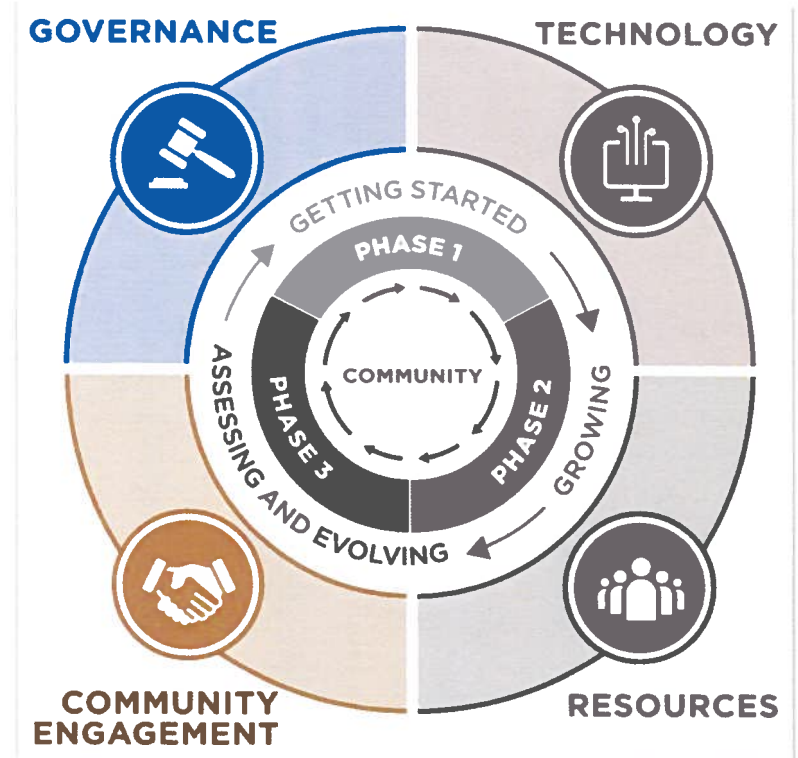 GOVERNANCE
TECHNOLOGY
GETTING STARTED
PHASE 1
COMMUNITY
PHASE 2
GROWING
PHASE 3
ASSESSING AND EVOLVING
COMMUNITY
ENGAGEMENT
RESOURCES